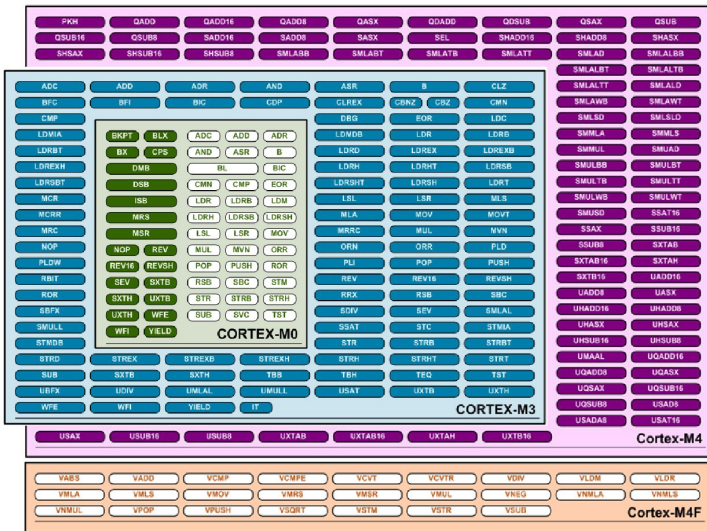 PKH QADD QADD16 QADD8 QASX QDADD QDSUB QSAX QSUB
QSUB16 QSUB8 SADD16 SADD8 SASX SEL SHADD16 SHADD8 SHASX
SHSAX SHSUB16 SHSUB8 SMLABB SMLABT SMLATB SMLATT SMLAD SMLALBB
SMLALBT SMLALTB
ADC ADD ADR AND ASR B CLZ SMLALTT SMLALD
BFC BFI BIC CDP CLREX CBNZ CBZ CMN SMLAWB SMLAWT
CMP DBG EOR LDC SMLSD SMLSLD
LDMIA BKPT BLX ADC ADD ADR LDMDB LDR LDRB SMMLA SMMLS
LDRBT BX CPS AND ASR B LDRD LDREX LDREXB SMMUL SMUAD
LDREXH DMB BL BIC LDRH LDRHT LDRSB SMULBB SMULBT
LDRSBT DSB CMN CMP EOR LDRSHT LDRSH LDRT SMULTB SMULTT
MCR ISB LDR LDRB LDM LSL LSR MLS SMULWB SMULWT
MCRR MRS LDRH LDRSB LDRSH MLA MOV MOVT SMUSD SSAT16
MRC MSR LSL LSR MOV MRRC MUL MVN SSAX SSUB16
NOP NOP REV MUL MVN ORR ORN ORR PLD SSUB8 SXTAB
PLDW REV16 REVSH POP PUSH ROR PLI POP PUSH SXTAB16 SXTAH
RBIT SEV SXTB RSB SBC STM REV REV16 REVSH SXTB16 UADD16
ROR SXTH UXTB STR STRB STRH RRX RSB SBC UADD8 UASX
SBFX UXTH WFE SUB SVC TST SDIV SEV SMLAL UHADD16 UHADD8
SMULL WFI YIELD CORTEX-M0 SSAT STC STMIA UHASX UHSAX
STMDB STR STRB STRBT UHSUB16 UHSUB8
STRD STREX STREXB STREXH STRH STRHT STRT UMAAL UQADD16
SUB SXTB SXTH TBB TBH TEQ TST UQADD8 UQASX
UBFX UDIV UMLAL UMULL USAT UXTB UXTH UQSAX UQSUB16
WFE WFI YIELD IT CORTEX-M3 UQSUB8 USAD8
USADA8 USAT16
USAX USUB16 USUB8 UXTAB UXTAB16 UXTAH UXTB16 Cortex-M4
VABS VADD VCMP VCMPE VCVT VCVTR VDIV VLDM VLDR
VMLA VMLS VMOV VMRS VMSR VMUL VNEG VNMLA VNMLS
VNMUL VPOP VPUSH VSQRT VSTM VSTR VSUB Cortex-M4F